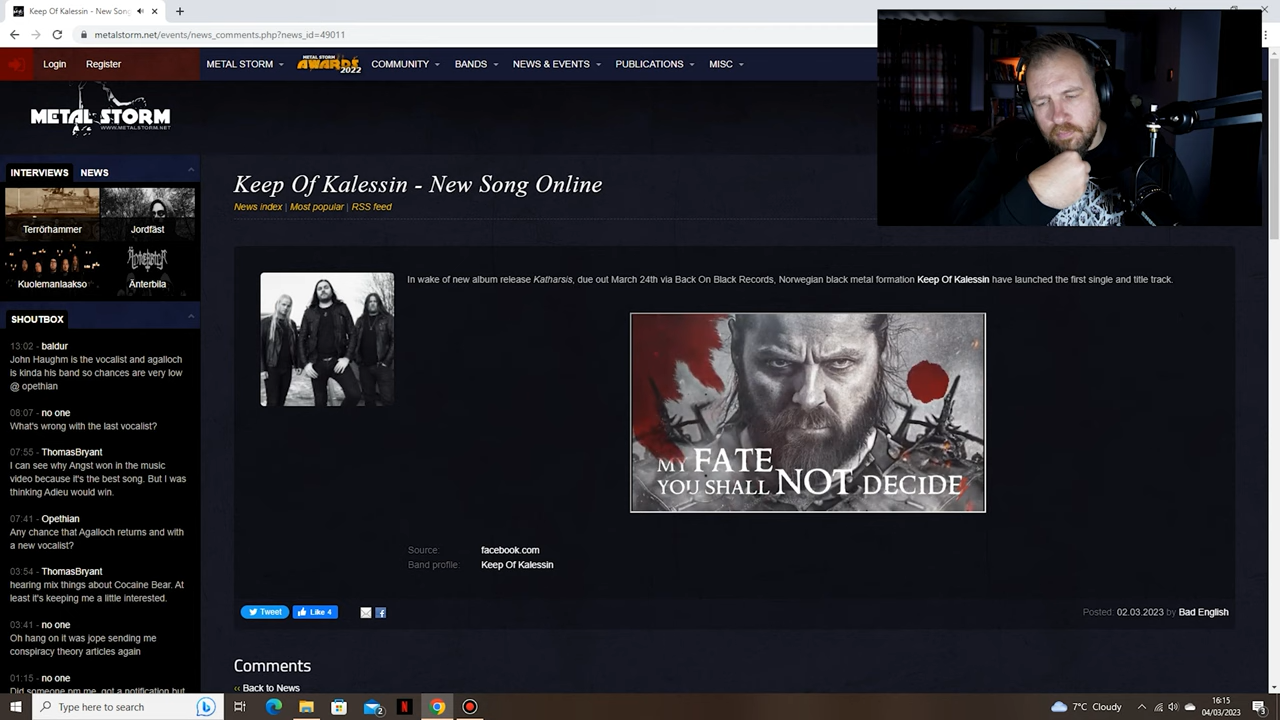 Keep Of Kalessin - New Song
metalstorm.net/events/news_comments.php?news_id=49011
Login
Register
METAL STORM
METAL STORM AWARDS 2022
COMMUNITY
BANDS
NEWS & EVENTS
PUBLICATIONS
MISC
METAL STORM
WWW.METALSTORM.NET
INTERVIEWS
NEWS
Terrörhammer
Jordfäst
Kuolemanlaakso
Änterbila
SHOUTBOX
13:02 - baldur
John Haughm is the vocalist and agalloch
is kinda his band so chances are very low
@ opethian
08:07 - no one
What's wrong with the last vocalist?
07:55 - ThomasBryant
I can see why Angst won in the music
video because it's the best song. But I was
thinking Adieu would win.
07:41 - Opethian
Any chance that Agalloch returns and with
a new vocalist?
03:54 - ThomasBryant
hearing mix things about Cocaine Bear. At
least it's keeping me a little interested.
03:41 - no one
Oh hang on it was jope sending me
conspiracy theory articles again
01:15 - no one
Did someone pm me, got a notification but
Keep Of Kalessin - New Song Online
News index | Most popular | RSS feed
In wake of new album release Katharsis, due out March 24th via Back On Black Records, Norwegian black metal formation Keep Of Kalessin have launched the first single and title track.
MY FATE
YOU SHALL NOT DECIDE
Source: facebook.com
Band profile: Keep Of Kalessin
Tweet
Like 4
Posted: 02.03.2023 by Bad English
Comments
‹‹ Back to News
Type here to search
7°C Cloudy
16:15
04/03/2023